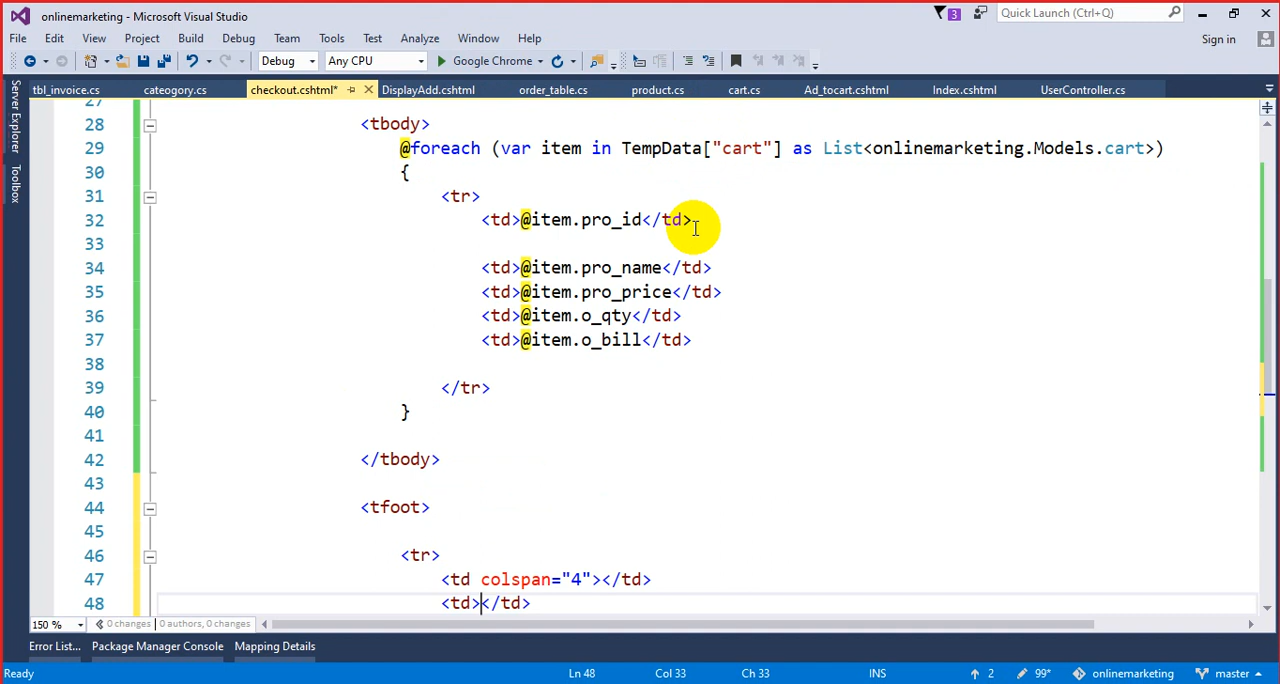 onlinemarketing - Microsoft Visual Studio
3
Quick Launch (Ctrl+Q)
File Edit View Project Build Debug Team Tools Test Analyze Window Help
Sign in
Debug Any CPU Google Chrome
tbl_invoice.cs cateogory.cs checkout.cshtml* DisplayAdd.cshtml order_table.cs product.cs cart.cs Ad_tocart.cshtml Index.cshtml UserController.cs
Server Explorer
Toolbox
27
28 <tbody>
29 @foreach (var item in TempData["cart"] as List<onlinemarketing.Models.cart>)
30 {
31 <tr>
32 <td>@item.pro_id</td>
33
34 <td>@item.pro_name</td>
35 <td>@item.pro_price</td>
36 <td>@item.o_qty</td>
37 <td>@item.o_bill</td>
38
39 </tr>
40 }
41
42 </tbody>
43
44 <tfoot>
45
46 <tr>
47 <td colspan="4"></td>
48 <td></td>
150 % 0 changes | 0 authors, 0 changes
Error List... Package Manager Console Mapping Details
Ready Ln 48 Col 33 Ch 33 INS 2 99* onlinemarketing master